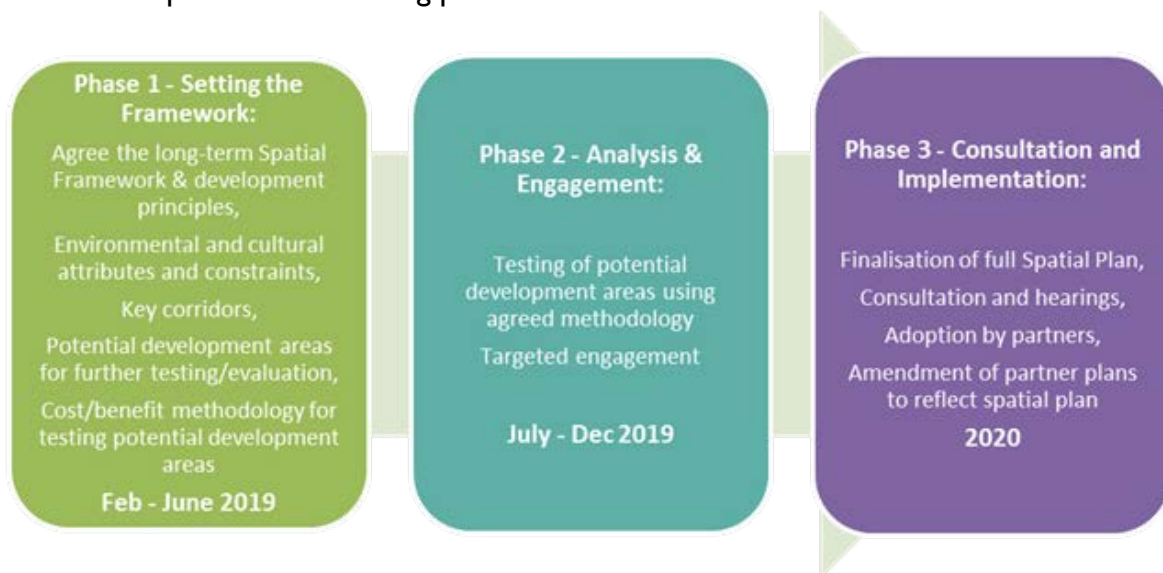 Phase 1 - Setting the
Framework:
Agree the long-term Spatial
Framework & development
principles,
Environmental and cultural
attributes and constraints,
Key corridors,
Potential development areas
for further testing/evaluation,
Cost/benefit methodology for
testing potential development
areas
Feb - June 2019
Phase 2 - Analysis &
Engagement:
Testing of potential
development areas using
agreed methodology
Targeted engagement
July - Dec 2019
Phase 3 - Consultation and
Implementation:
Finalisation of full Spatial Plan,
Consultation and hearings,
Adoption by partners,
Amendment of partner plans
to reflect spatial plan
2020